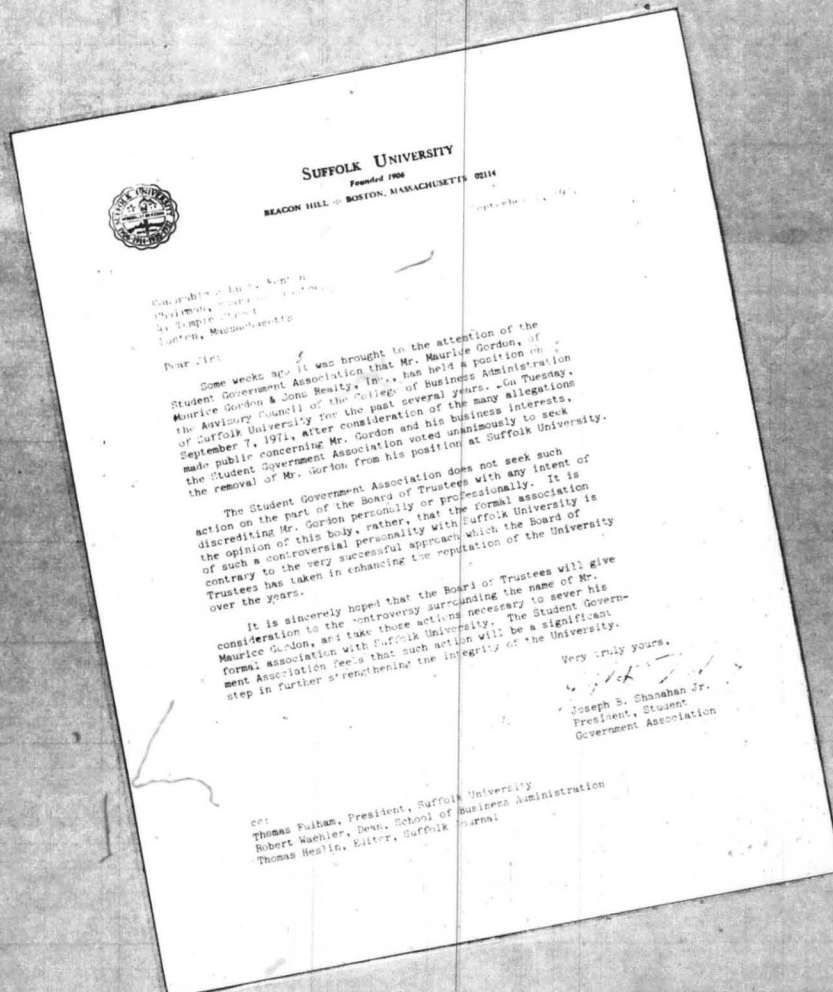 SUFFOLK UNIVERSITY
Founded 1906
BEACON HILL BOSTON, MASSACHUSETTS 02114
SUFFOLK UNIVERSITY
Honorable
Chairman,
Temple Street
Boston, Massachusetts
Dear Sir:
Some weeks ago it was brought to the attention of the
Student Government Association that Mr. Maurice Gordon, of
Maurice Gordon & Sons Realty, Inc., has held a position on
the Advisory Council of the College of Business Administration
of Suffolk University for the past several years. On Tuesday,
September 7, 1971, after consideration of the many allegations
made public concerning Mr. Gordon and his business interests,
the Student Government Association voted unanimously to seek
the removal of Mr. Gordon from his position at Suffolk University.
The Student Government Association does not seek such
action on the part of the Board of Trustees with any intent of
discrediting Mr. Gordon personally or professionally. It is
the opinion of this body, rather, that the formal association
of such a controversial personality with Suffolk University is
contrary to the very successful approach which the Board of
Trustees has taken in enhancing the reputation of the University
over the years.
It is sincerely hoped that the Board of Trustees will give
consideration to the controversy surrounding the name of Mr.
Maurice Gordon, and take those actions necessary to sever his
formal association with Suffolk University. The Student Govern-
ment Association feels that such action will be a significant
step in further strengthening the integrity of the University.
Very truly yours,
Joseph B. Shanahan Jr.
President, Student
Government Association
cc:
Thomas Fulham, President, Suffolk University
Robert Waehler, Dean, School of Business Administration
Thomas Heslin, Editor, Suffolk Journal